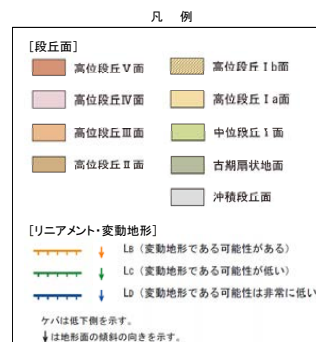 凡 例
[段丘面]
高位段丘Ⅴ面
高位段丘Ⅰb面
高位段丘Ⅳ面
高位段丘Ⅰa面
高位段丘Ⅲ面
中位段丘Ⅰ面
高位段丘Ⅱ面
古期扇状地面
沖積段丘面
[リニアメント・変動地形]
LB (変動地形である可能性がある)
LC (変動地形である可能性が低い)
LD (変動地形である可能性は非常に低い
ケバは低下側を示す。
↓は地形面の傾斜の向きを示す。